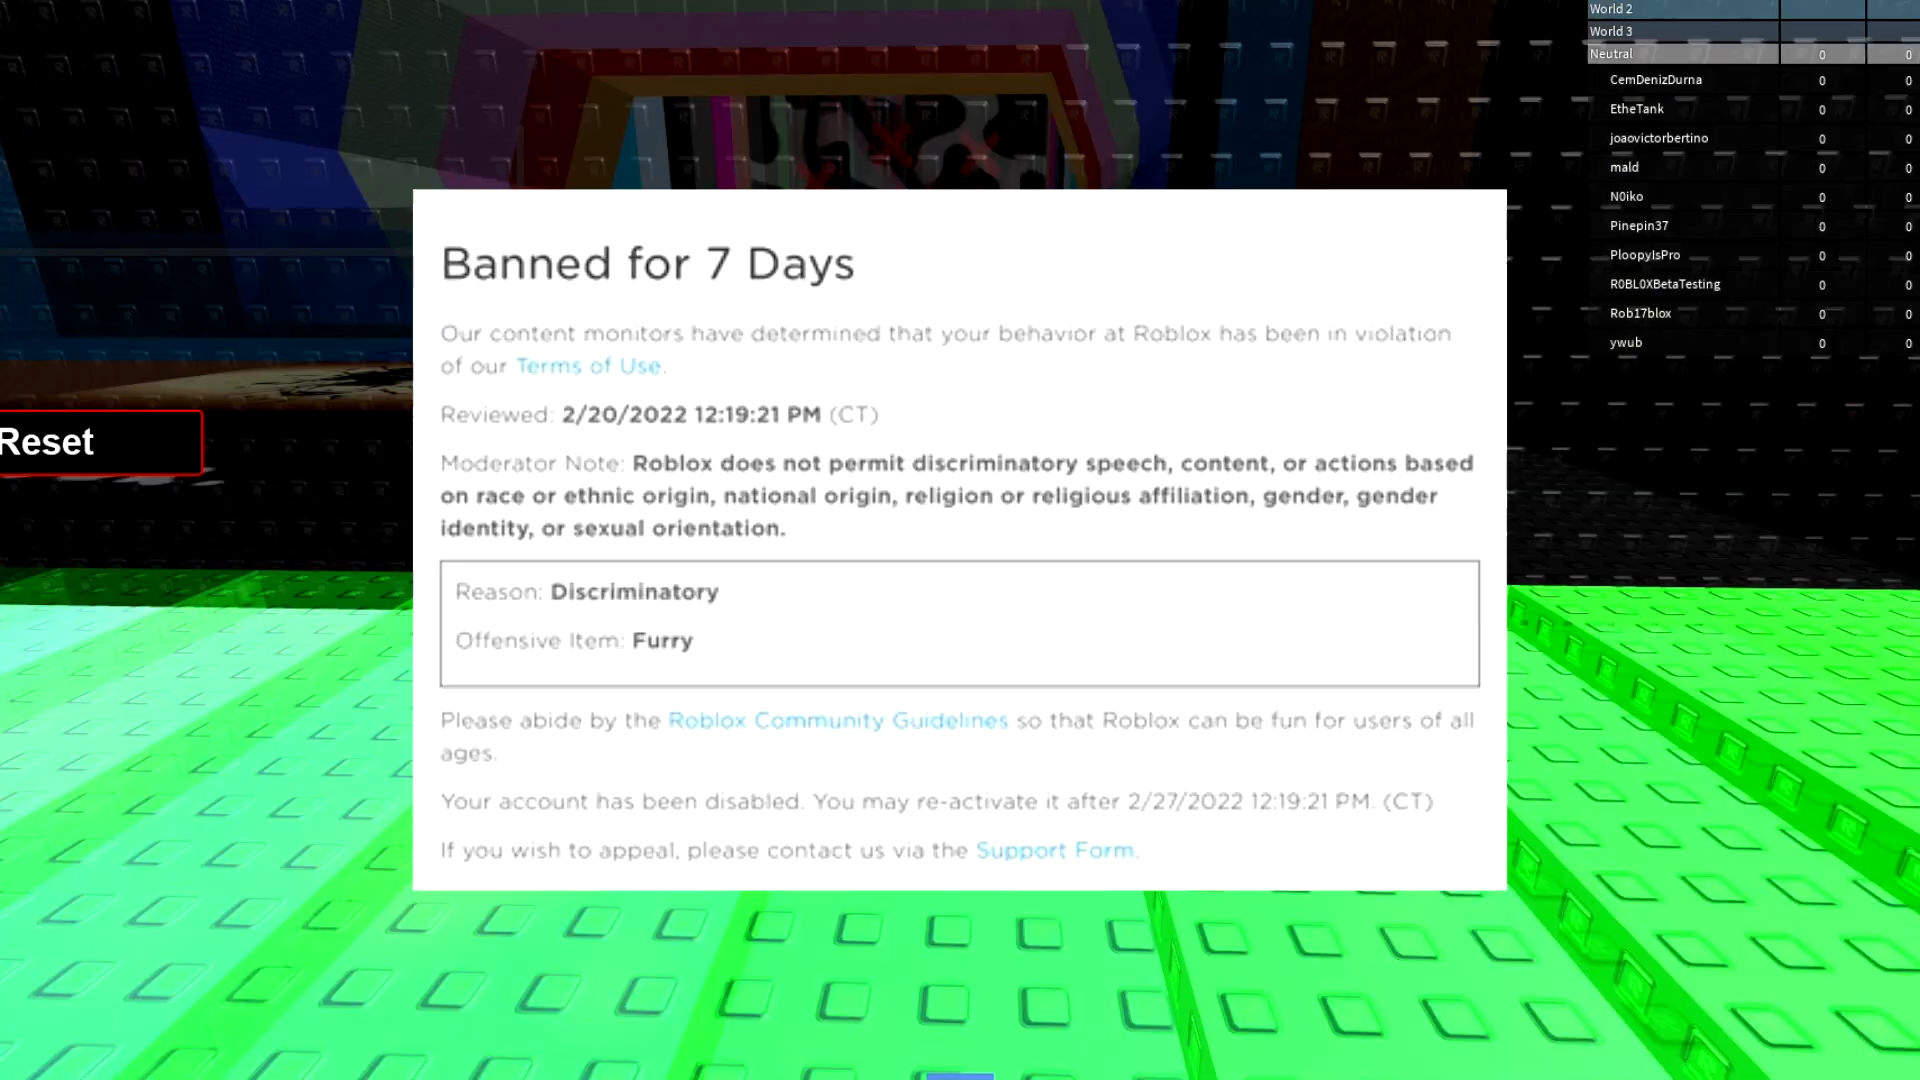 World 2
World 3
Neutral 0 0
CemDenizDurna 0 0
EtheTank 0 0
joaovictorbertino 0 0
mald 0 0
N0iko 0 0
Pinepin37 0 0
PloopyIsPro 0 0
R0BL0XBetaTesting 0 0
Rob17blox 0 0
ywub 0 0
Reset
Banned for 7 Days
Our content monitors have determined that your behavior at Roblox has been in violation
of our Terms of Use.
Reviewed: 2/20/2022 12:19:21 PM (CT)
Moderator Note: Roblox does not permit discriminatory speech, content, or actions based
on race or ethnic origin, national origin, religion or religious affiliation, gender, gender
identity, or sexual orientation.
Reason: Discriminatory
Offensive Item: Furry
Please abide by the Roblox Community Guidelines so that Roblox can be fun for users of all
ages.
Your account has been disabled. You may re-activate it after 2/27/2022 12:19:21 PM. (CT)
If you wish to appeal, please contact us via the Support Form.